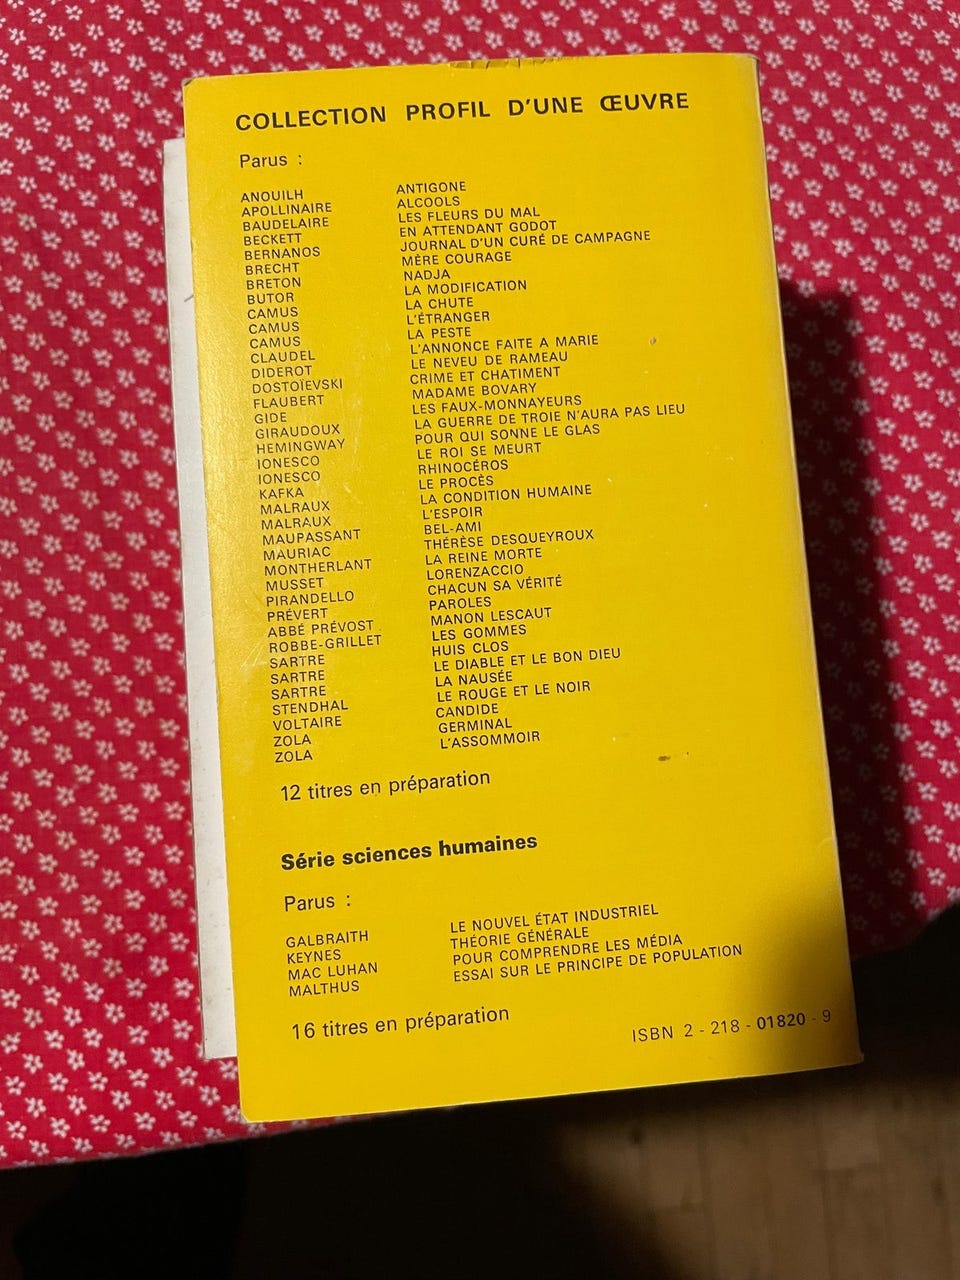 COLLECTION PROFIL D'UNE ŒUVRE
Parus :
ANOUILH ANTIGONE
APOLLINAIRE ALCOOLS
BAUDELAIRE LES FLEURS DU MAL
BECKETT EN ATTENDANT GODOT
BERNANOS JOURNAL D'UN CURÉ DE CAMPAGNE
BRECHT MÈRE COURAGE
BRETON NADJA
BUTOR LA MODIFICATION
CAMUS LA CHUTE
CAMUS L'ÉTRANGER
CAMUS LA PESTE
CLAUDEL L'ANNONCE FAITE A MARIE
DIDEROT LE NEVEU DE RAMEAU
DOSTOÏEVSKI CRIME ET CHATIMENT
FLAUBERT MADAME BOVARY
GIDE LES FAUX-MONNAYEURS
GIRAUDOUX LA GUERRE DE TROIE N'AURA PAS LIEU
HEMINGWAY POUR QUI SONNE LE GLAS
IONESCO LE ROI SE MEURT
IONESCO RHINOCÉROS
KAFKA LE PROCÈS
MALRAUX LA CONDITION HUMAINE
MALRAUX L'ESPOIR
MAUPASSANT BEL-AMI
MAURIAC THÉRÈSE DESQUEYROUX
MONTHERLANT LA REINE MORTE
MUSSET LORENZACCIO
PIRANDELLO CHACUN SA VÉRITÉ
PRÉVERT PAROLES
ABBÉ PRÉVOST MANON LESCAUT
ROBBE-GRILLET LES GOMMES
SARTRE HUIS CLOS
SARTRE LE DIABLE ET LE BON DIEU
SARTRE LA NAUSÉE
STENDHAL LE ROUGE ET LE NOIR
VOLTAIRE CANDIDE
ZOLA GERMINAL
ZOLA L'ASSOMMOIR
12 titres en préparation
Série sciences humaines
Parus :
GALBRAITH LE NOUVEL ÉTAT INDUSTRIEL
KEYNES THÉORIE GÉNÉRALE
MAC LUHAN POUR COMPRENDRE LES MÉDIA
MALTHUS ESSAI SUR LE PRINCIPE DE POPULATION
16 titres en préparation
ISBN 2 - 218 - 01820 - 9